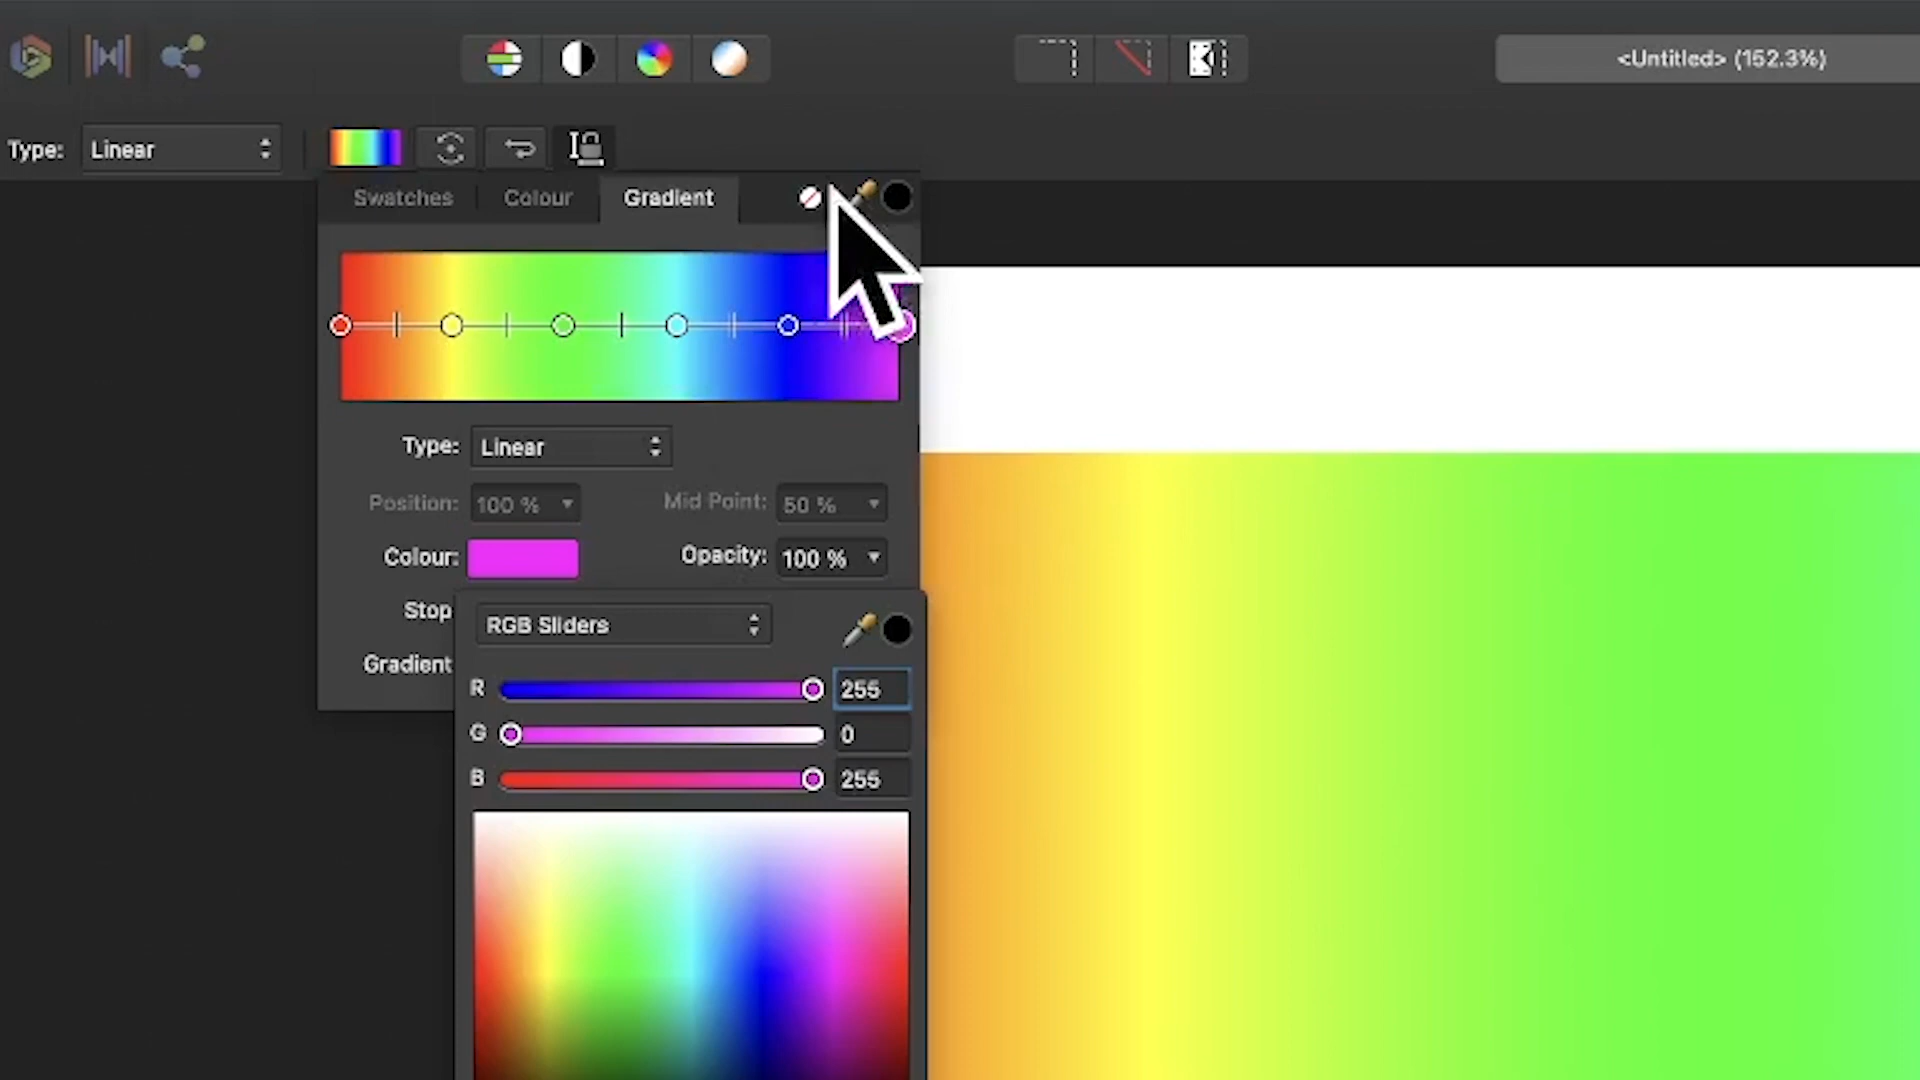 <Untitled> (152.3%)
Type: Linear
Swatches Colour Gradient
Type: Linear
Position: 100 % Mid Point: 50 %
Colour: Opacity: 100 %
Stop
RGB Sliders
Gradient
R 255
G 0
B 255